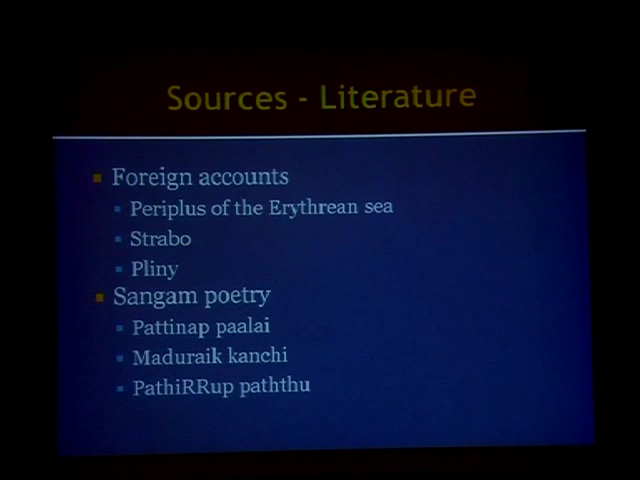 Sources - Literature
Foreign accounts
Periplus of the Erythrean sea
Strabo
Pliny
Sangam poetry
Pattinap paalai
Maduraik kanchi
PathiRRup paththu